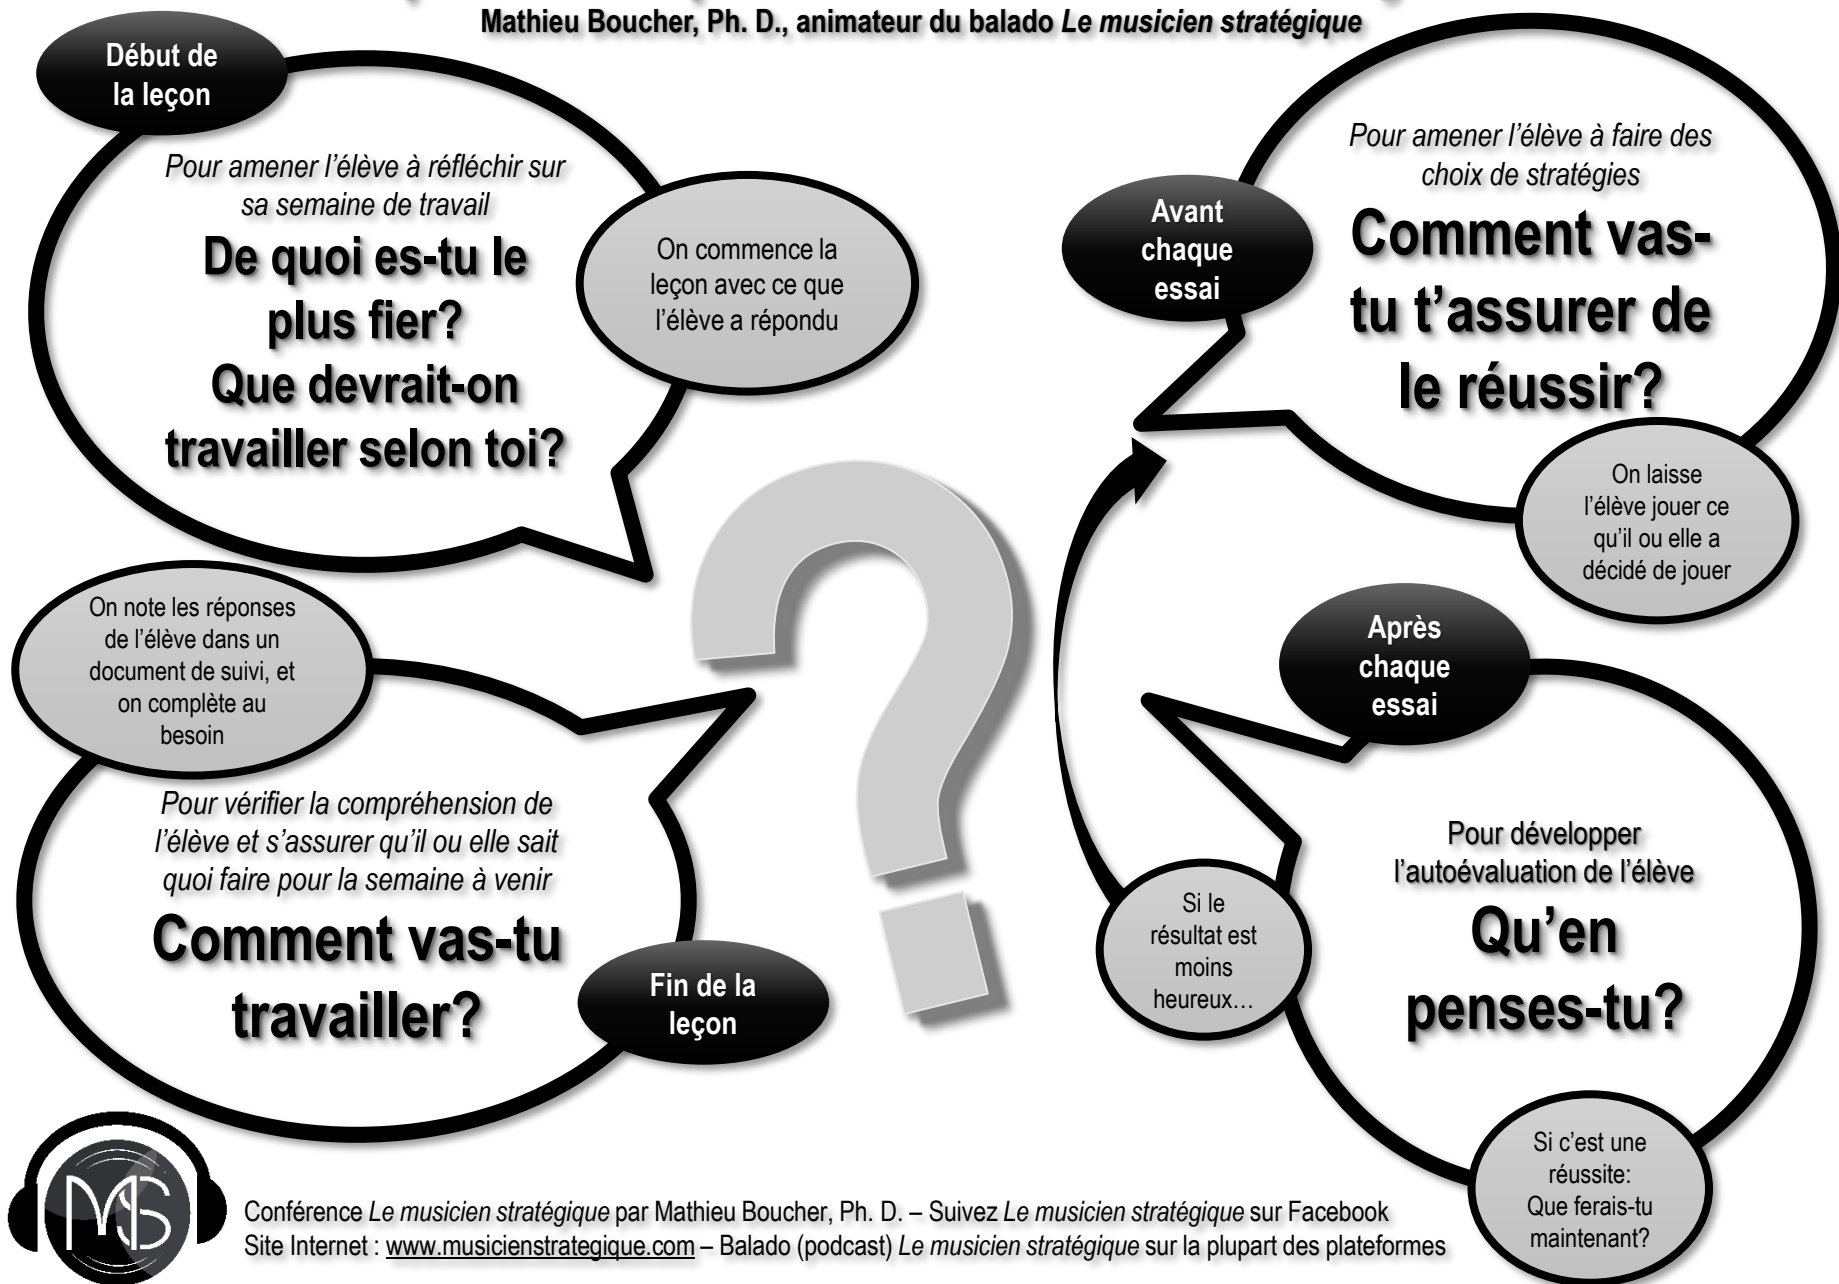 Mathieu Boucher, Ph. D., animateur du balado Le musicien stratégique
Début de
la leçon
Pour amener l’élève à réfléchir sur
sa semaine de travail
De quoi es-tu le
plus fier?
Que devrait-on
travailler selon toi?
On commence la
leçon avec ce que
l’élève a répondu
Avant
chaque
essai
Pour amener l’élève à faire des
choix de stratégies
Comment vas-
tu t’assurer de
le réussir?
On laisse
l’élève jouer ce
qu’il ou elle a
décidé de jouer
Après
chaque
essai
Pour développer
l’autoévaluation de l’élève
Qu’en
penses-tu?
Si le
résultat est
moins
heureux…
Si c’est une
réussite:
Que ferais-tu
maintenant?
On note les réponses
de l’élève dans un
document de suivi, et
on complète au
besoin
Pour vérifier la compréhension de
l’élève et s’assurer qu’il ou elle sait
quoi faire pour la semaine à venir
Comment vas-tu
travailler?
Fin de la
leçon
MS
Conférence Le musicien stratégique par Mathieu Boucher, Ph. D. – Suivez Le musicien stratégique sur Facebook
Site Internet : www.musicienstrategique.com – Balado (podcast) Le musicien stratégique sur la plupart des plateformes